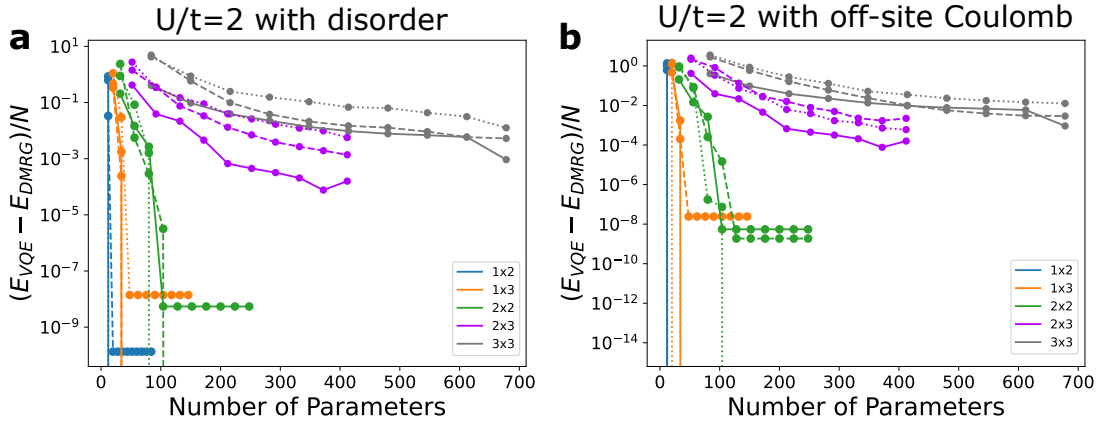 a
U/t=2 with disorder
(E_VQE − E_DMRG)/N
10^1
10^−1
10^−3
10^−5
10^−7
10^−9
0 100 200 300 400 500 600 700
Number of Parameters
1x2
1x3
2x2
2x3
3x3
b
U/t=2 with off-site Coulomb
(E_VQE − E_DMRG)/N
10^0
10^−2
10^−4
10^−6
10^−8
10^−10
10^−12
10^−14
0 100 200 300 400 500 600 700
Number of Parameters
1x2
1x3
2x2
2x3
3x3